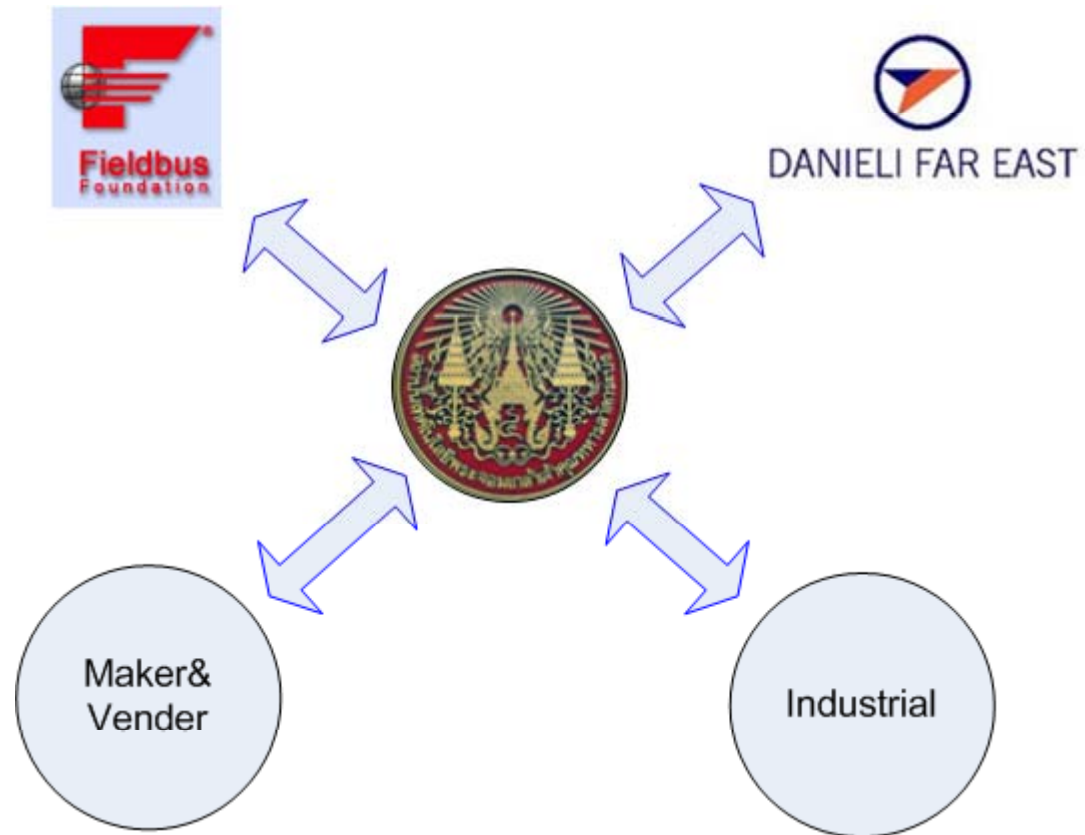 ®
Fieldbus
Foundation
DANIELI FAR EAST
Maker&
Vender
Industrial